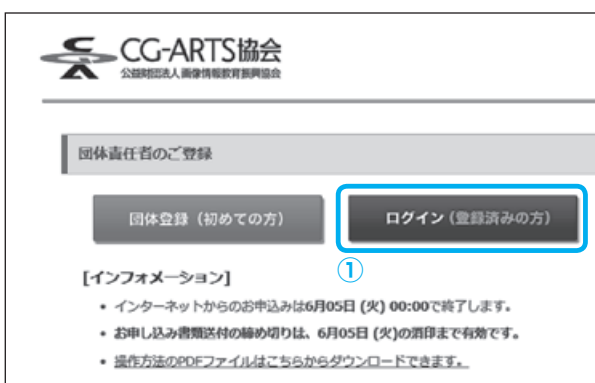 CG-ARTS協会
公益財団法人 画像情報教育振興協会
団体責任者のご登録
団体登録（初めての方）
ログイン（登録済みの方）
①
[インフォメーション]
• インターネットからのお申込みは6月05日 (火) 00:00で終了します。
• お申し込み書類送付の締め切りは、6月05日 (火)の消印まで有効です。
• 操作方法のPDFファイルはこちらからダウンロードできます。